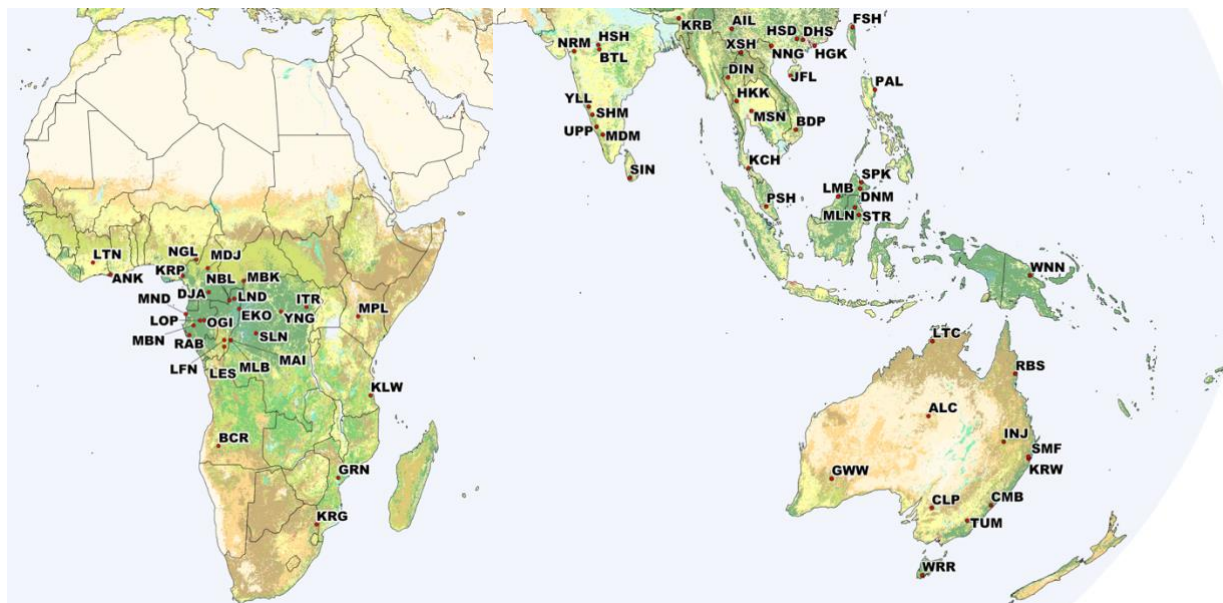 FSH
KRB
AIL
HSD
DHS
HSH
NRM
BTL
XSH
NNG
HGK
DIN
JFL
PAL
YLL
SHM
HKK
MSN
BDP
UPP
MDM
SIN
KCH
SPK
LMB
DNM
PSH
MLN
STR
LTN
NGL
MDJ
ANK
KRP
NBL
MBK
WNN
DJA
LND
ITR
MND
EKO
YNG
MPL
LOP
OGI
MBN
RAB
SLN
LFN
LES
MLB
MAI
LTC
RBS
KLW
ALC
BCR
INJ
SMF
GRN
GWW
KRW
CLP
CMB
KRG
TUM
WRR